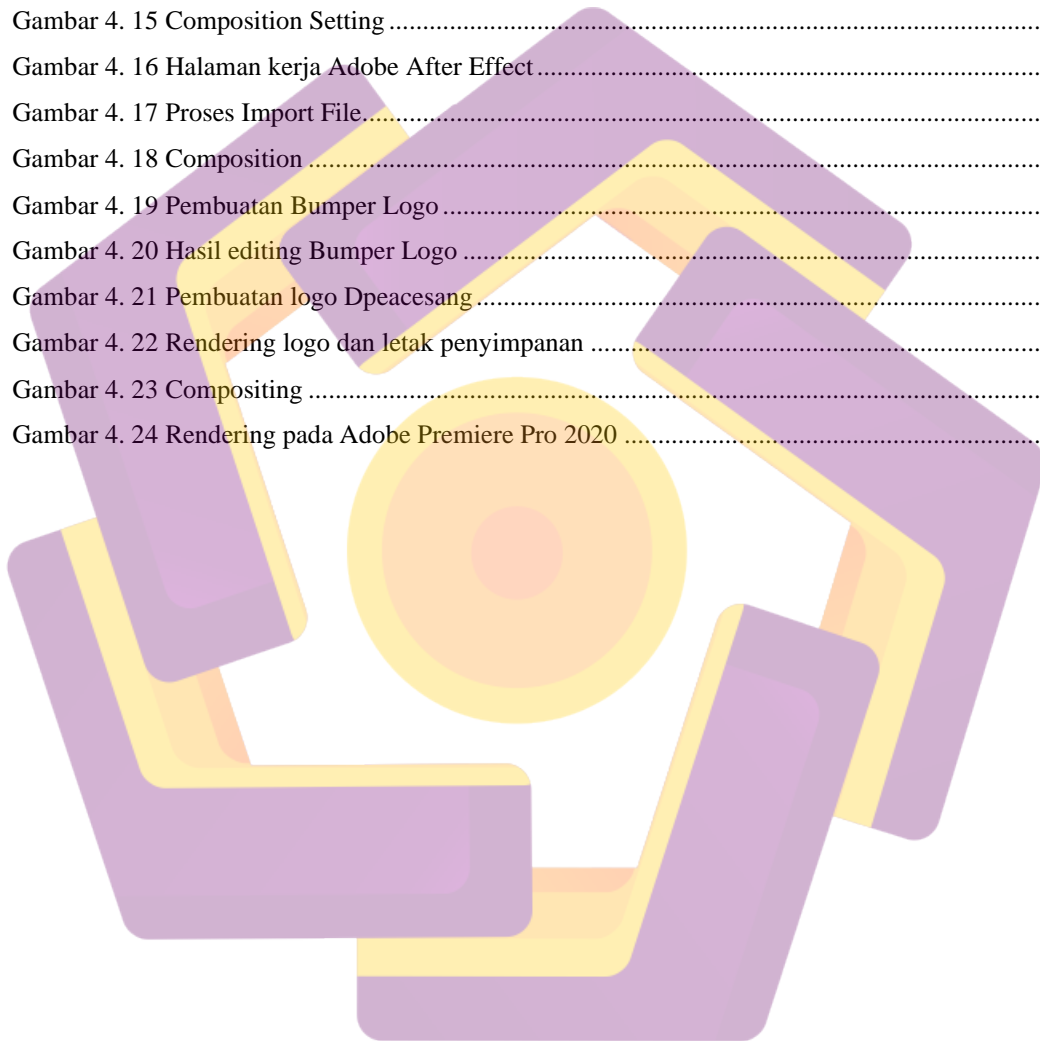 Gambar 4. 15 Composition Setting ....................................................................................................
Gambar 4. 16 Halaman kerja Adobe After Effect ..............................................................................
Gambar 4. 17 Proses Import File.......................................................................................................
Gambar 4. 18 Composition ................................................................................................................
Gambar 4. 19 Pembuatan Bumper Logo ............................................................................................
Gambar 4. 20 Hasil editing Bumper Logo .........................................................................................
Gambar 4. 21 Pembuatan logo Dpeacesang .......................................................................................
Gambar 4. 22 Rendering logo dan letak penyimpanan .....................................................................
Gambar 4. 23 Compositing ................................................................................................................
Gambar 4. 24 Rendering pada Adobe Premiere Pro 2020 ................................................................